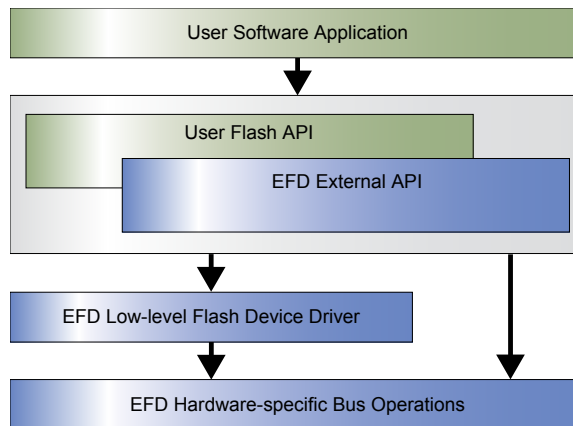 User Software Application
User Flash API
EFD External API
EFD Low-level Flash Device Driver
EFD Hardware-specific Bus Operations